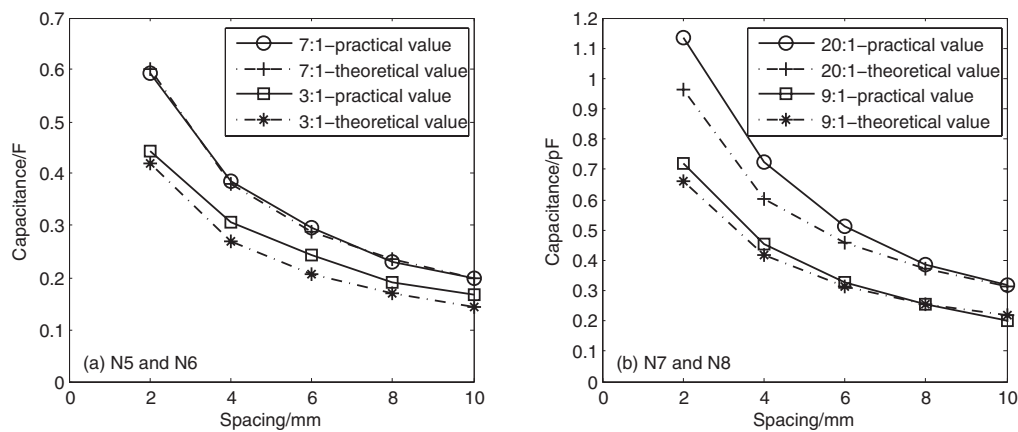 0.7
0.6
0.5
0.4
0.3
0.2
0.1
0
Capacitance/F
7:1–practical value
7:1–theoretical value
3:1–practical value
3:1–theoretical value
(a) N5 and N6
0 2 4 6 8 10
Spacing/mm
1.2
1.1
1
0.9
0.8
0.7
0.6
0.5
0.4
0.3
0.2
0.1
0
Capacitance/pF
20:1–practical value
20:1–theoretical value
9:1–practical value
9:1–theoretical value
(b) N7 and N8
0 2 4 6 8 10
Spacing/mm